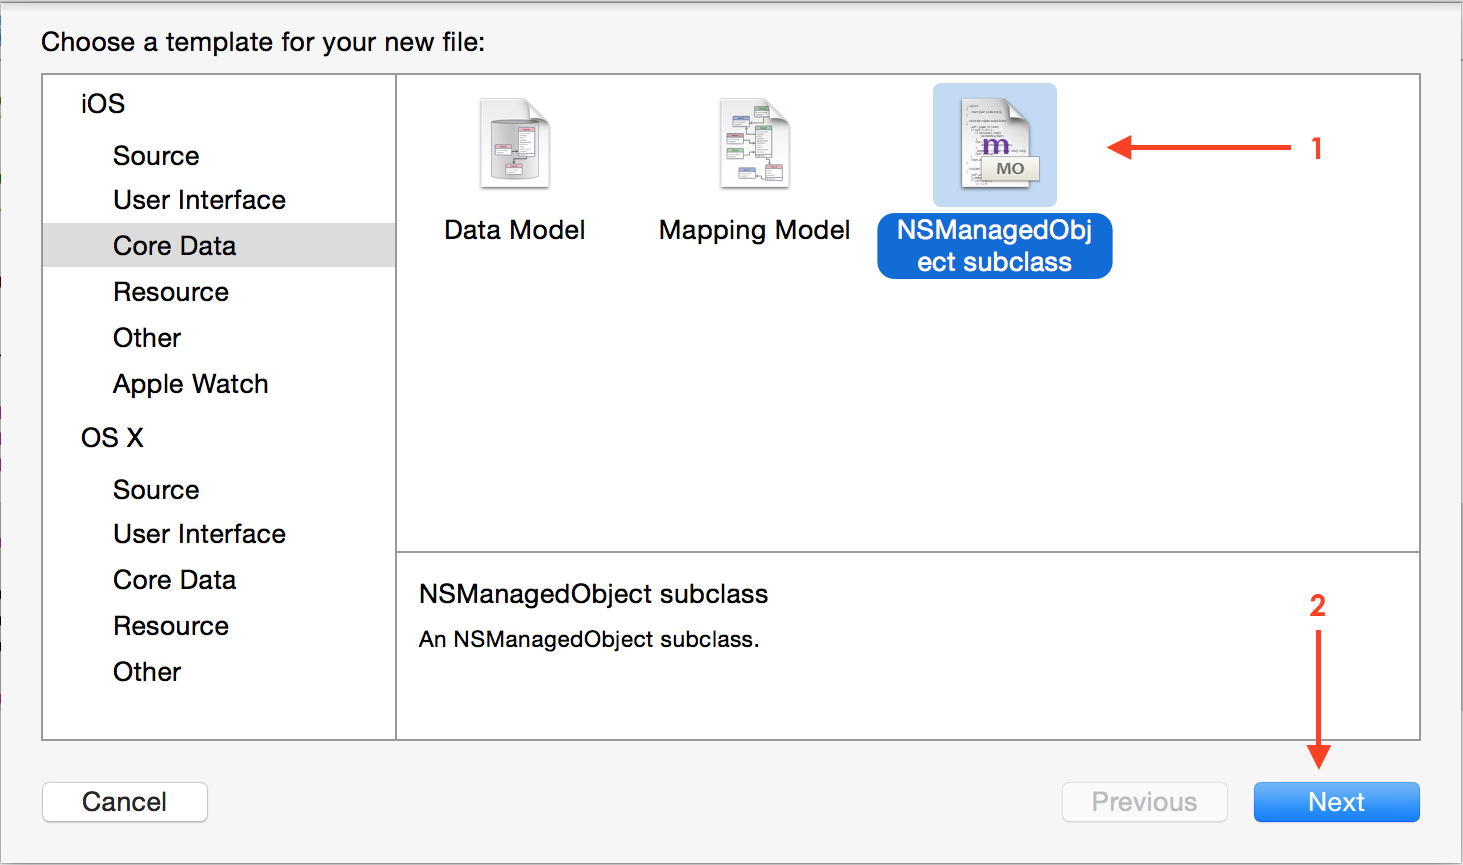 Choose a template for your new file:
iOS
Source
User Interface
Core Data
Resource
Other
Apple Watch
OS X
Source
User Interface
Core Data
Resource
Other
m
MO
1
Data Model
Mapping Model
NSManagedObj
ect subclass
NSManagedObject subclass
An NSManagedObject subclass.
2
Cancel
Previous
Next